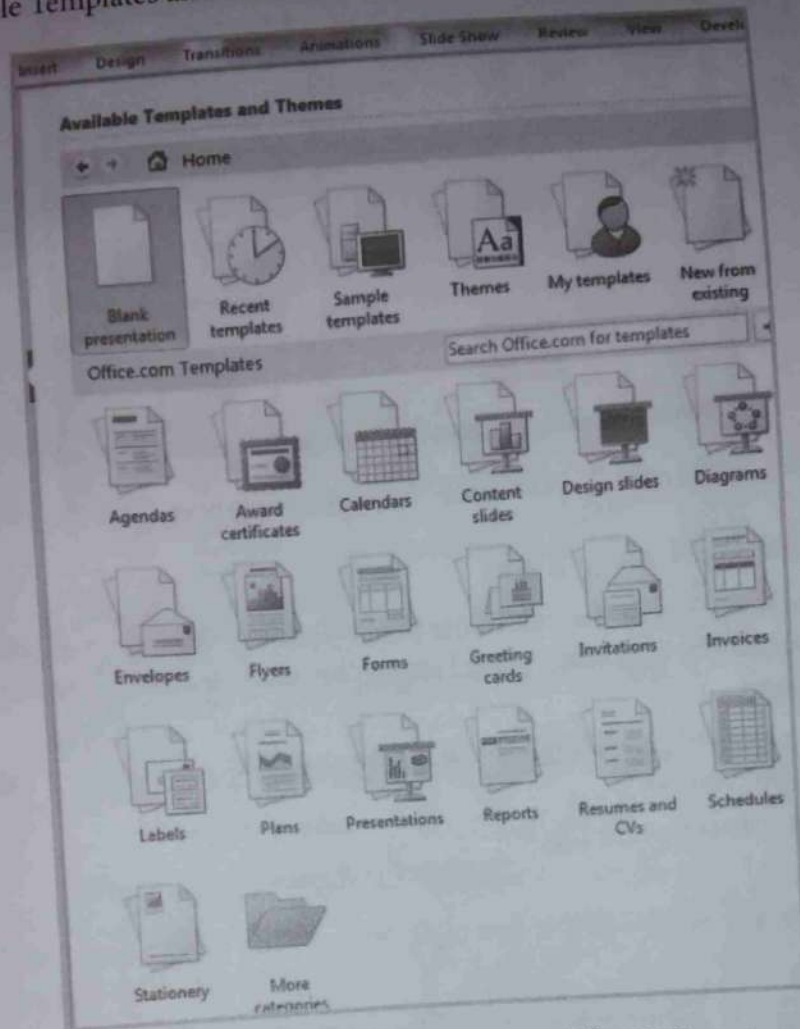 le Templates
Insert Design Transitions Animations Slide Show Review View Devel
Available Templates and Themes
Home
Blank presentation
Recent templates
Sample templates
Themes
My templates
New from existing
Office.com Templates
Search Office.com for templates
Agendas
Award certificates
Calendars
Content slides
Design slides
Diagrams
Envelopes
Flyers
Forms
Greeting cards
Invitations
Invoices
Labels
Plans
Presentations
Reports
Resumes and CVs
Schedules
Stationery
More categories